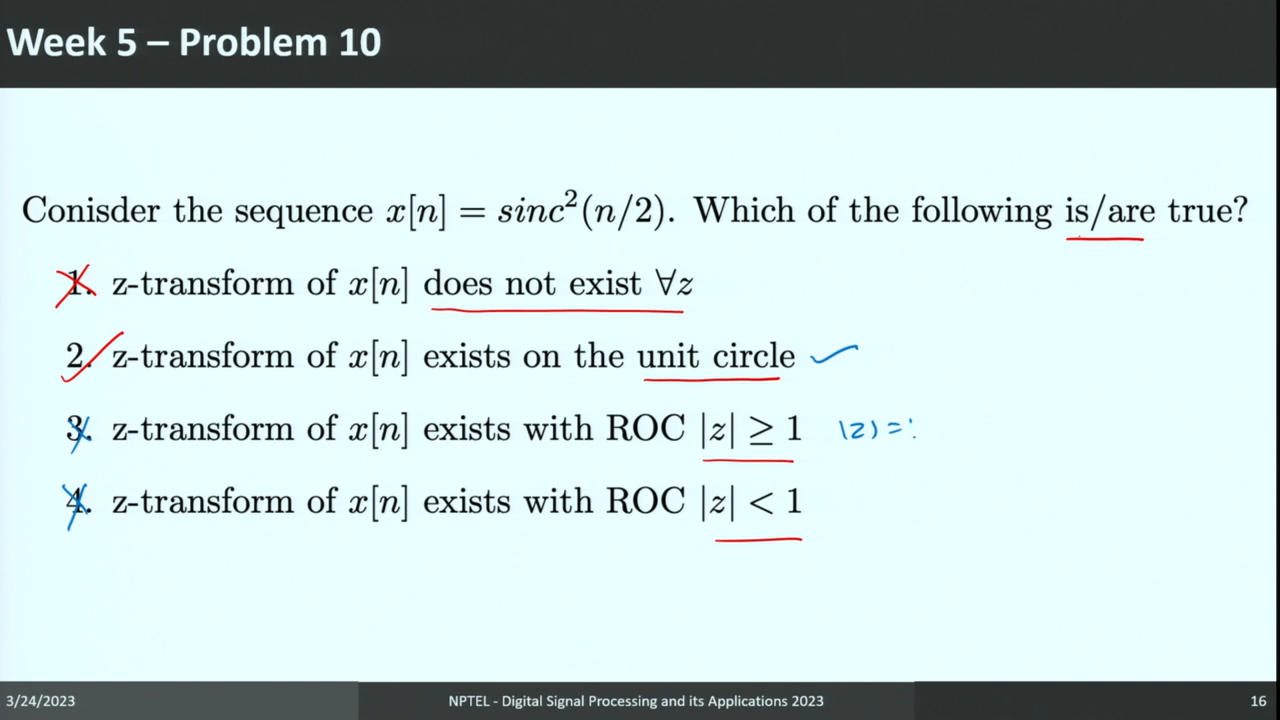 Week 5 – Problem 10
Conisder the sequence x[n] = sinc²(n/2). Which of the following is/are true?
1. z-transform of x[n] does not exist ∀z
2. z-transform of x[n] exists on the unit circle
3. z-transform of x[n] exists with ROC |z| ≥ 1 |z| =
4. z-transform of x[n] exists with ROC |z| < 1
3/24/2023 NPTEL - Digital Signal Processing and its Applications 2023 16